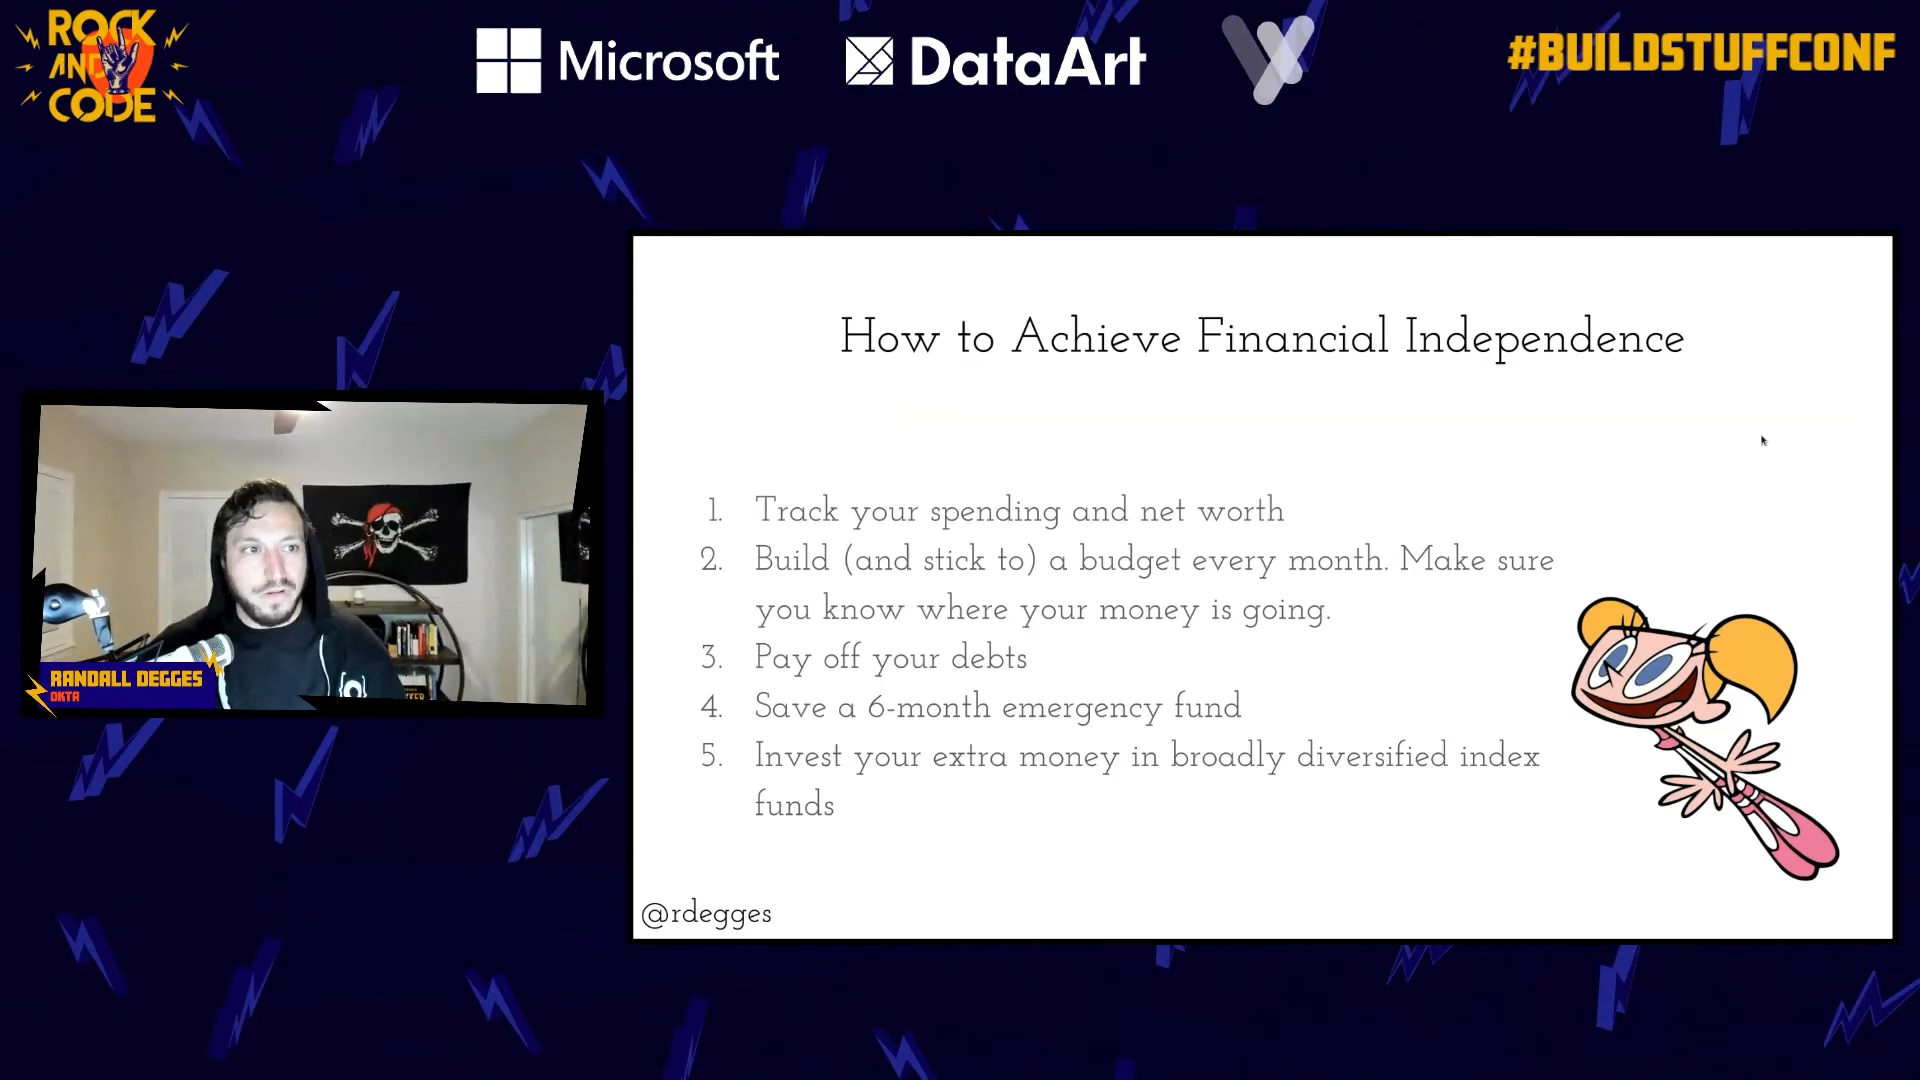 ROCK
AND
CODE
Microsoft
DataArt
#BUILDSTUFFCONF
How to Achieve Financial Independence
1. Track your spending and net worth
2. Build (and stick to) a budget every month. Make sure
you know where your money is going.
3. Pay off your debts
4. Save a 6-month emergency fund
5. Invest your extra money in broadly diversified index
funds
@rdegges
RANDALL DEGGES
OKTA